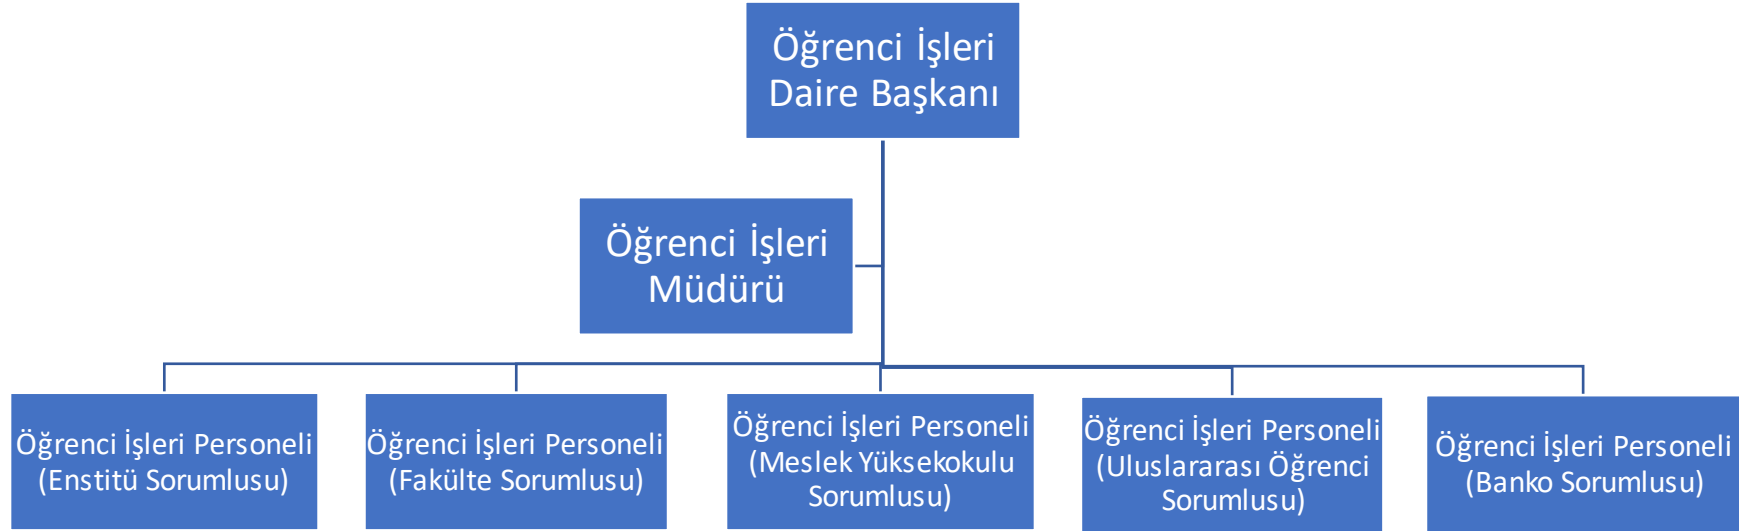 Öğrenci İşleri
Daire Başkanı
Öğrenci İşleri
Müdürü
Öğrenci İşleri Personeli
(Enstitü Sorumlusu)
Öğrenci İşleri Personeli
(Fakülte Sorumlusu)
Öğrenci İşleri Personeli
(Meslek Yüksekokulu
Sorumlusu)
Öğrenci İşleri Personeli
(Uluslararası Öğrenci
Sorumlusu)
Öğrenci İşleri Personeli
(Banko Sorumlusu)